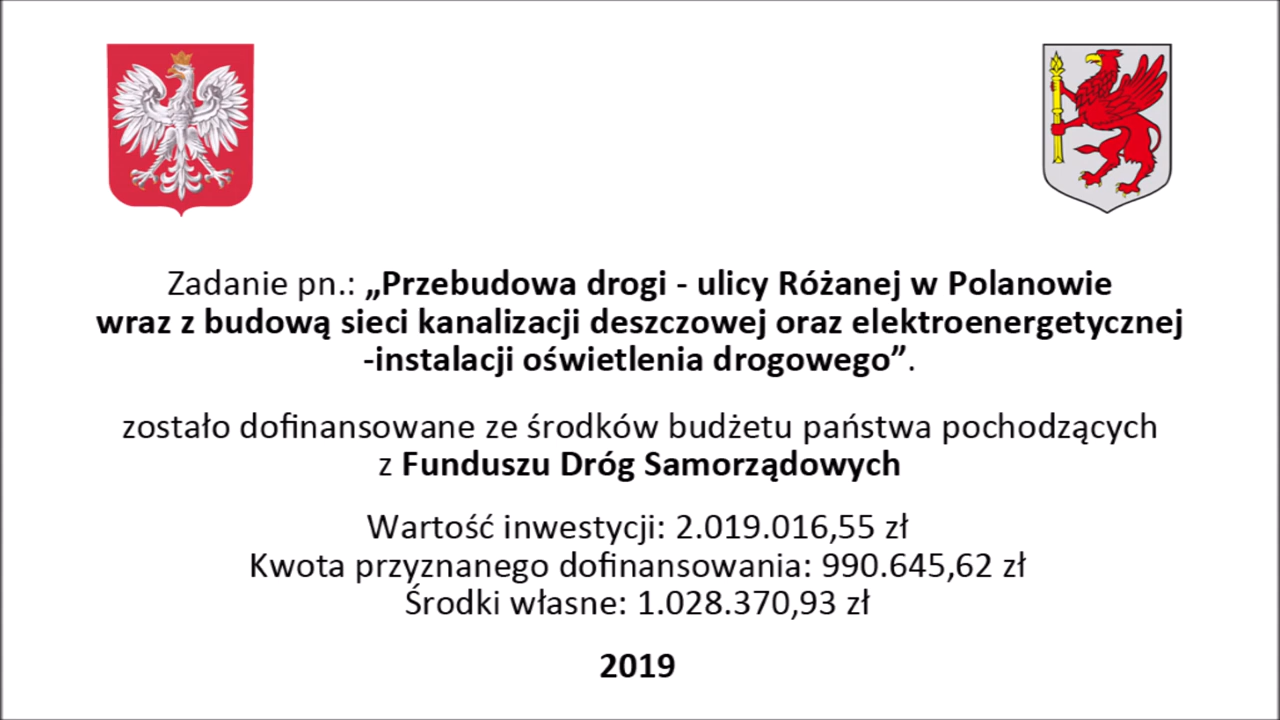 Zadanie pn.: „Przebudowa drogi - ulicy Różanej w Polanowie
wraz z budową sieci kanalizacji deszczowej oraz elektroenergetycznej
-instalacji oświetlenia drogowego”.
zostało dofinansowane ze środków budżetu państwa pochodzących
z Funduszu Dróg Samorządowych
Wartość inwestycji: 2.019.016,55 zł
Kwota przyznanego dofinansowania: 990.645,62 zł
Środki własne: 1.028.370,93 zł
2019